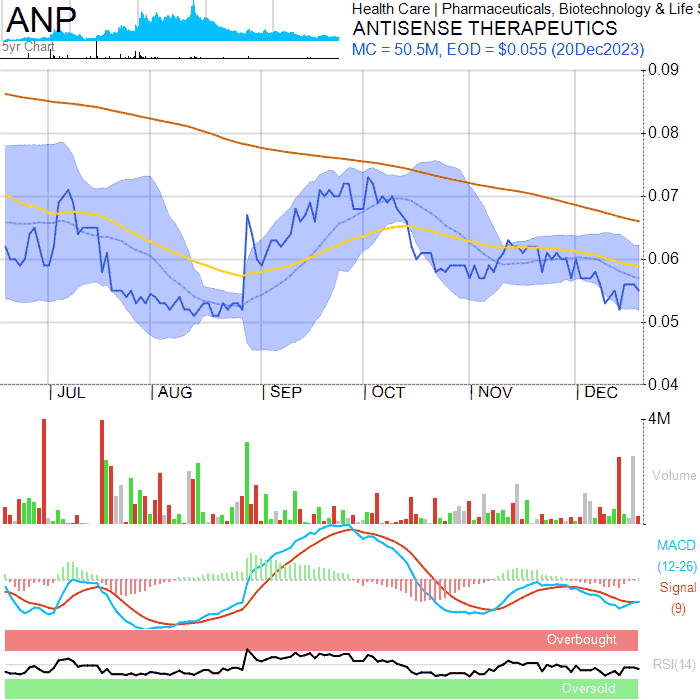 ANP
5yr Chart
Health Care | Pharmaceuticals, Biotechnology & Life S
ANTISENSE THERAPEUTICS
MC = 50.5M, EOD = $0.055 (20Dec2023)
0.09
0.08
0.07
0.06
0.05
0.04
JUL AUG SEP OCT NOV DEC
4M
Volume
MACD
(12-26)
Signal
(9)
Overbought
RSI(14)
Oversold